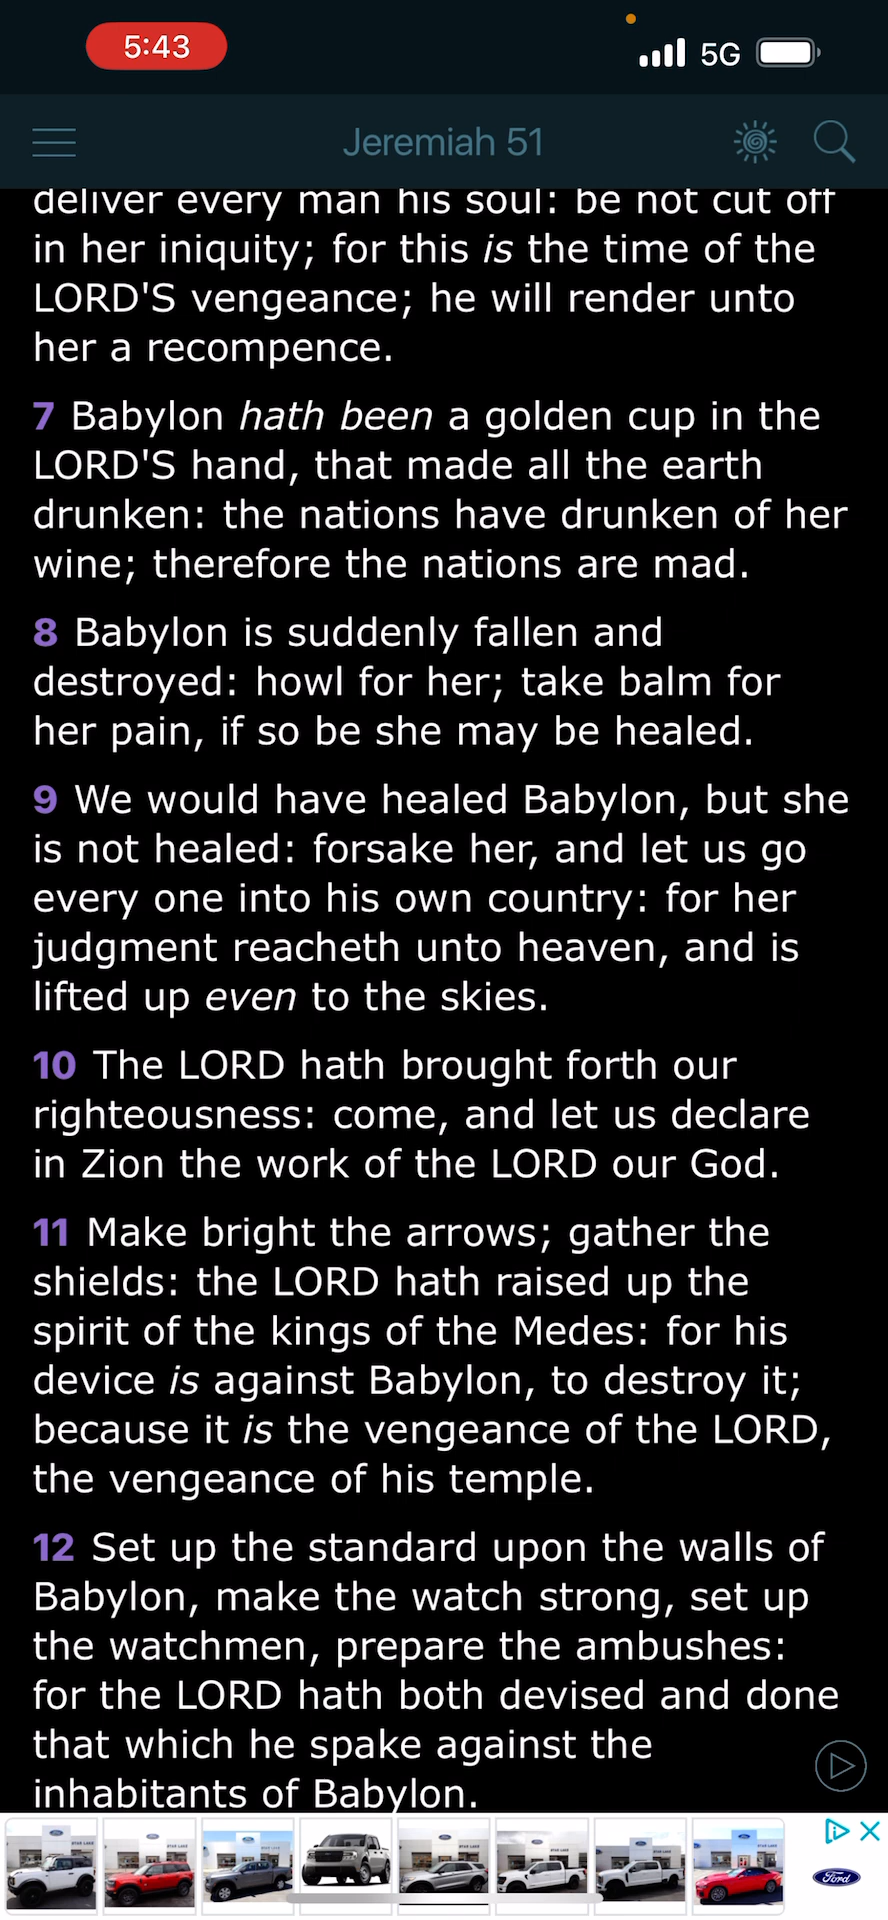 5:43
5G
Jeremiah 51
deliver every man his soul: be not cut off
in her iniquity; for this is the time of the
LORD'S vengeance; he will render unto
her a recompence.
7 Babylon hath been a golden cup in the
LORD'S hand, that made all the earth
drunken: the nations have drunken of her
wine; therefore the nations are mad.
8 Babylon is suddenly fallen and
destroyed: howl for her; take balm for
her pain, if so be she may be healed.
9 We would have healed Babylon, but she
is not healed: forsake her, and let us go
every one into his own country: for her
judgment reacheth unto heaven, and is
lifted up even to the skies.
10 The LORD hath brought forth our
righteousness: come, and let us declare
in Zion the work of the LORD our God.
11 Make bright the arrows; gather the
shields: the LORD hath raised up the
spirit of the kings of the Medes: for his
device is against Babylon, to destroy it;
because it is the vengeance of the LORD,
the vengeance of his temple.
12 Set up the standard upon the walls of
Babylon, make the watch strong, set up
the watchmen, prepare the ambushes:
for the LORD hath both devised and done
that which he spake against the
inhabitants of Babylon.
Ford